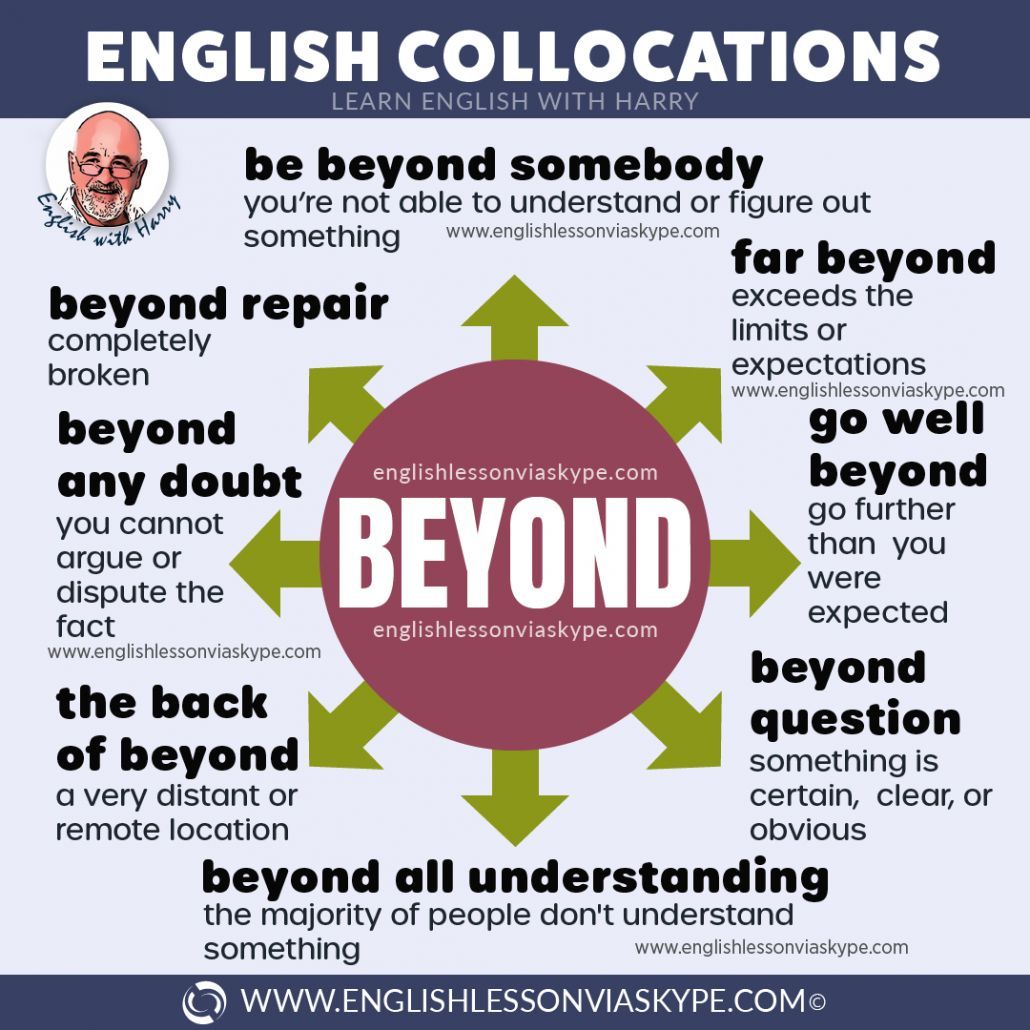 ENGLISH COLLOCATIONS
LEARN ENGLISH WITH HARRY
English with Harry
be beyond somebody
you're not able to understand or figure out
something
www.englishlessonviaskype.com
far beyond
exceeds the
limits or
expectations
www.englishlessonviaskype.com
beyond repair
completely
broken
go well
beyond
go further
than you
were
expected
beyond
any doubt
you cannot
argue or
dispute the
fact
www.englishlessonviaskype.com
englishlessonviaskype.com
BEYOND
englishlessonviaskype.com
beyond
question
something is
certain, clear, or
obvious
the back
of beyond
a very distant or
remote location
beyond all understanding
the majority of people don't understand
something
www.englishlessonviaskype.com
WWW.ENGLISHLESSONVIASKYPE.COM©